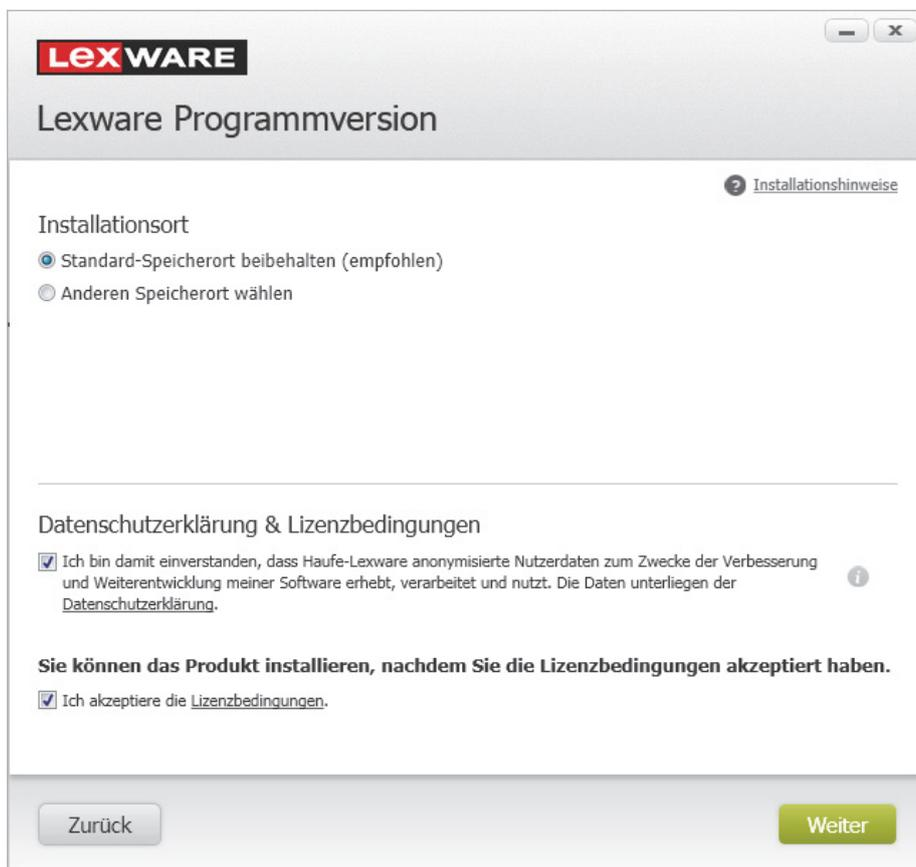 LEXWARE
Lexware Programmversion
Installationshinweise
Installationsort
Standard-Speicherort beibehalten (empfohlen)
Anderen Speicherort wählen
Datenschutzerklärung & Lizenzbedingungen
Ich bin damit einverstanden, dass Haufe-Lexware anonymisierte Nutzerdaten zum Zwecke der Verbesserung
und Weiterentwicklung meiner Software erhebt, verarbeitet und nutzt. Die Daten unterliegen der
Datenschutzerklärung.
Sie können das Produkt installieren, nachdem Sie die Lizenzbedingungen akzeptiert haben.
Ich akzeptiere die Lizenzbedingungen.
Zurück
Weiter